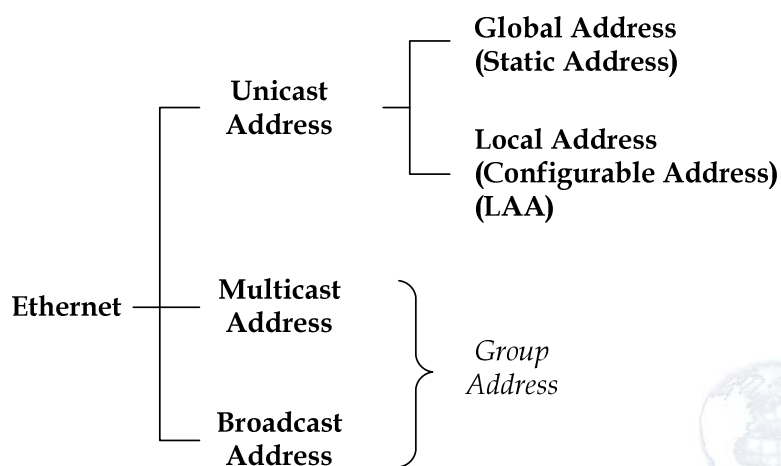 Global Address
(Static Address)
Unicast
Address
Local Address
(Configurable Address)
(LAA)
Ethernet
Multicast
Address
Group
Address
Broadcast
Address